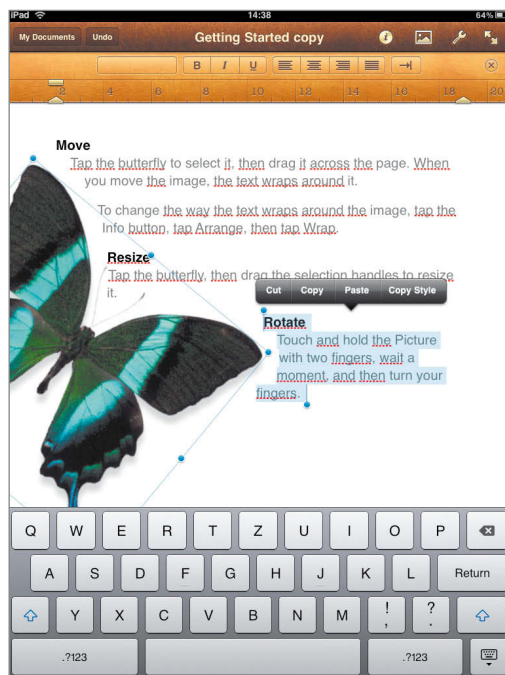 iPad 14:38 64%
My Documents Undo Getting Started copy
B I U
2 4 6 8 10 12 14 16 18 20
Move
Tap the butterfly to select it, then drag it across the page. When
you move the image, the text wraps around it.
To change the way the text wraps around the image, tap the
Info button, tap Arrange, then tap Wrap.
Resize
Tap the butterfly, then drag the selection handles to resize
it.
Cut Copy Paste Copy Style
Rotate
Touch and hold the Picture
with two fingers, wait a
moment, and then turn your
fingers.
Q W E R T Z U I O P
A S D F G H J K L Return
Y X C V B N M ! , ? .
.?123 .?123